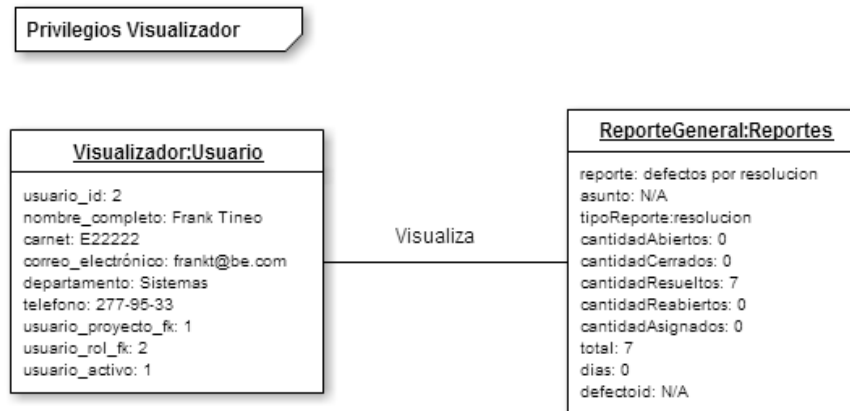 Privilegios Visualizador
Visualizador:Usuario
usuario_id: 2
nombre_completo: Frank Tineo
carnet: E22222
correo_electrónico: frankt@be.com
departamento: Sistemas
telefono: 277-95-33
usuario_proyecto_fk: 1
usuario_rol_fk: 2
usuario_activo: 1
Visualiza
ReporteGeneral:Reportes
reporte: defectos por resolucion
asunto: N/A
tipoReporte:resolucion
cantidadAbiertos: 0
cantidadCerrados: 0
cantidadResueltos: 7
cantidadReabiertos: 0
cantidadAsignados: 0
total: 7
dias: 0
defectoid: N/A